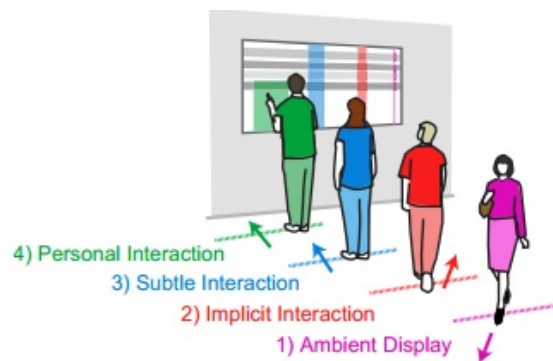 4) Personal Interaction
3) Subtle Interaction
2) Implicit Interaction
1) Ambient Display